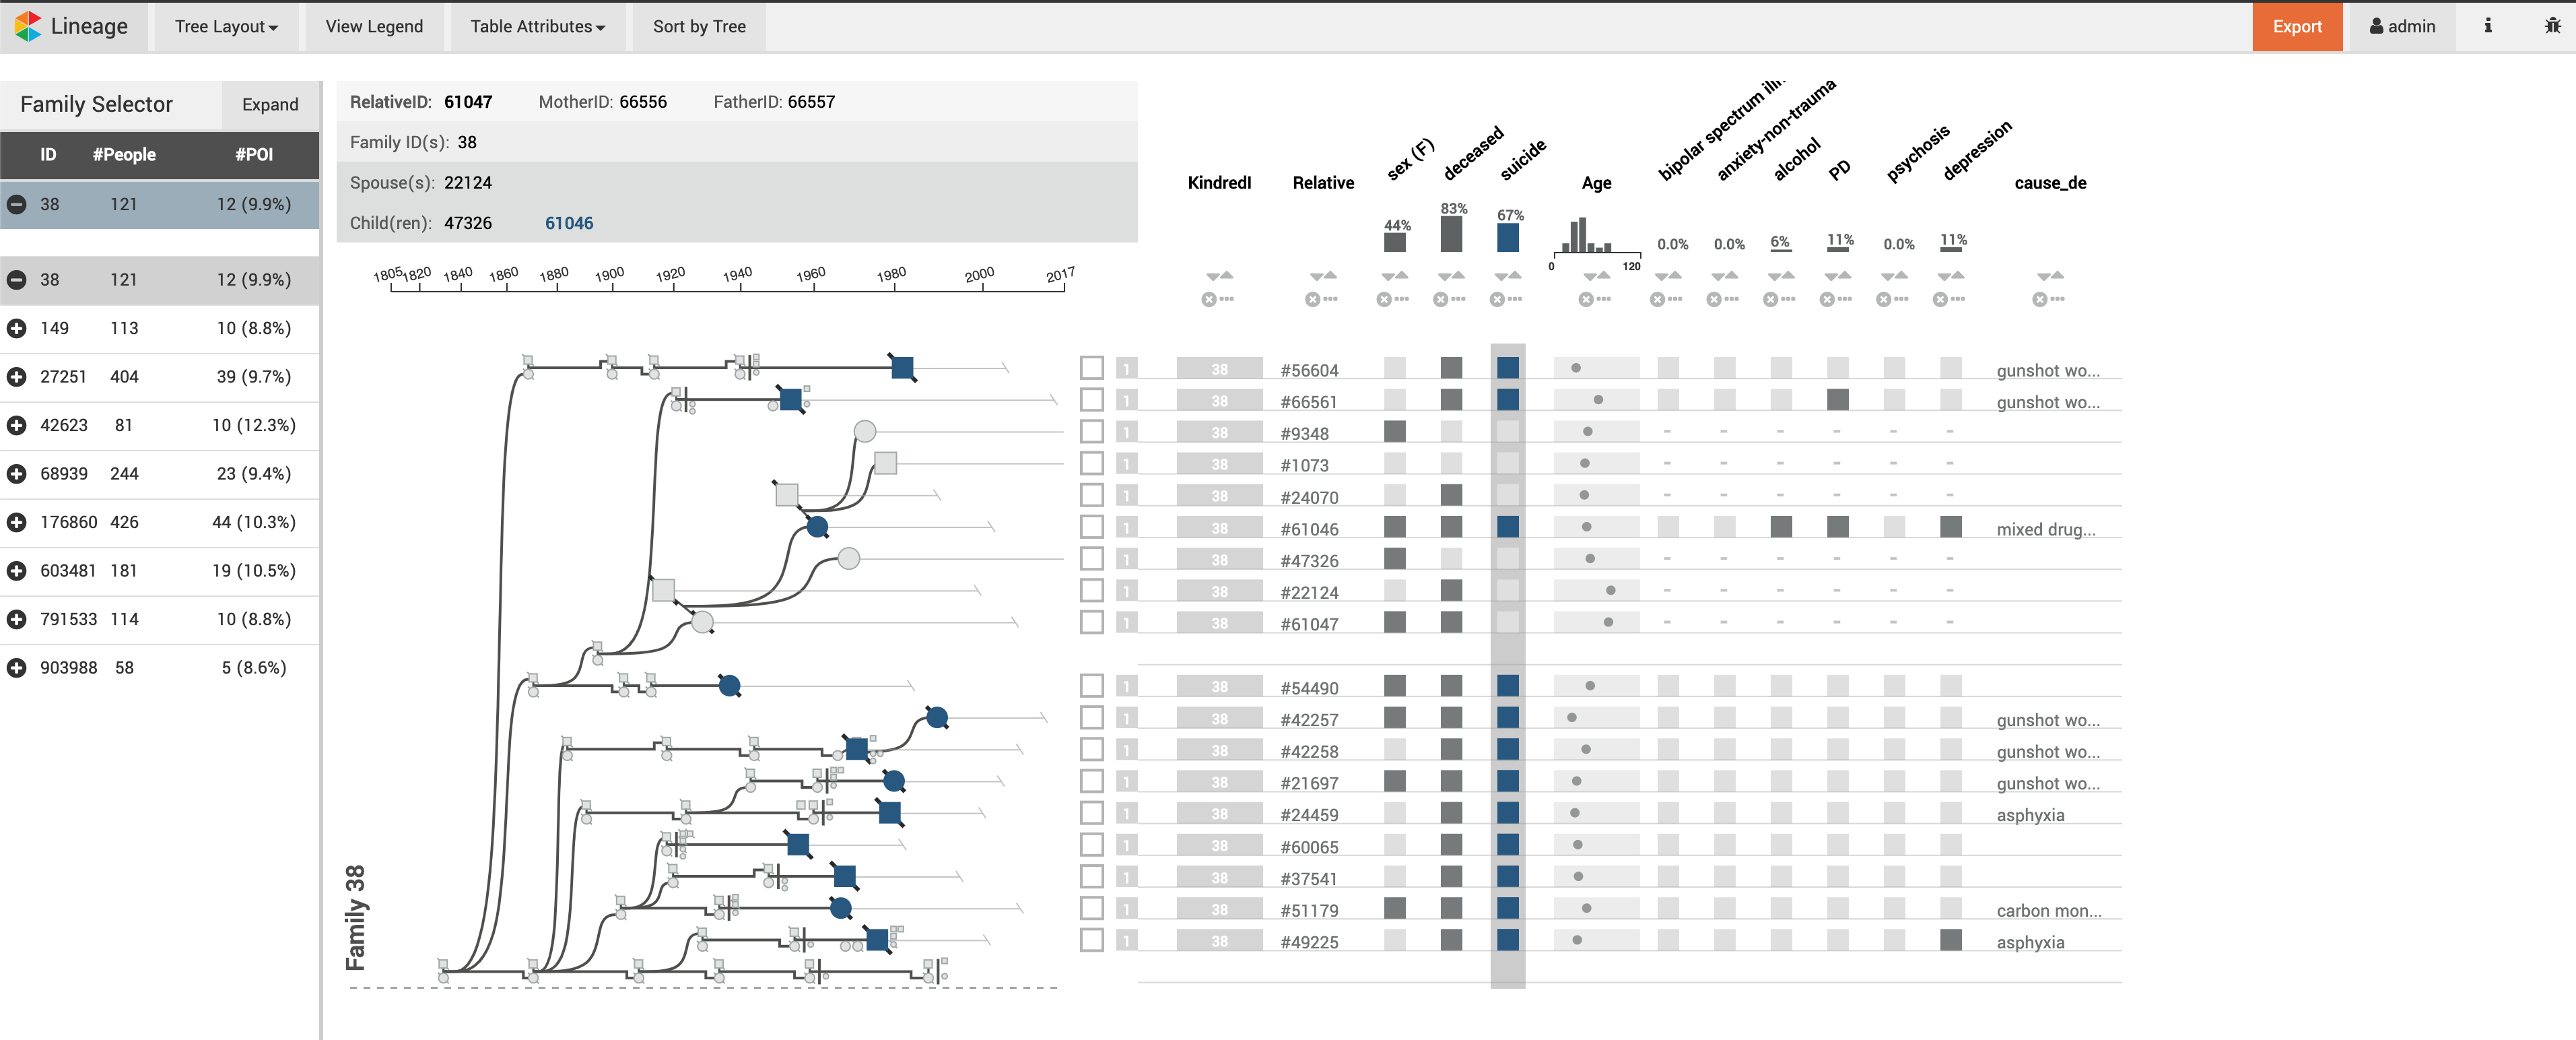 Lineage Tree Layout View Legend Table Attributes Sort by Tree Export admin
Family Selector Expand
ID #People #POI
38 121 12 (9.9%)
38 121 12 (9.9%)
149 113 10 (8.8%)
27251 404 39 (9.7%)
42623 81 10 (12.3%)
68939 244 23 (9.4%)
176860 426 44 (10.3%)
603481 181 19 (10.5%)
791533 114 10 (8.8%)
903988 58 5 (8.6%)
RelativeID: 61047 MotherID: 66556 FatherID: 66557
Family ID(s): 38
Spouse(s): 22124
Child(ren): 47326 61046
1805 1820 1840 1860 1880 1900 1920 1940 1960 1980 2000 2017
Family 38
KindredI Relative sex (F) deceased suicide Age bipolar spectrum anxiety-non-trauma alcohol PD psychosis depression cause_de
44% 83% 67% 0.0% 0.0% 6% 11% 0.0% 11%
0 120
1 38 #56604 gunshot wo...
1 38 #66561 gunshot wo...
1 38 #9348 - - - - - -
1 38 #1073 - - - - - -
1 38 #24070 - - - - - -
1 38 #61046 mixed drug...
1 38 #47326 - - - - - -
1 38 #22124 - - - - - -
1 38 #61047 - - - - - -
1 38 #54490
1 38 #42257 gunshot wo...
1 38 #42258 gunshot wo...
1 38 #21697 gunshot wo...
1 38 #24459 asphyxia
1 38 #60065
1 38 #37541
1 38 #51179 carbon mon...
1 38 #49225 asphyxia